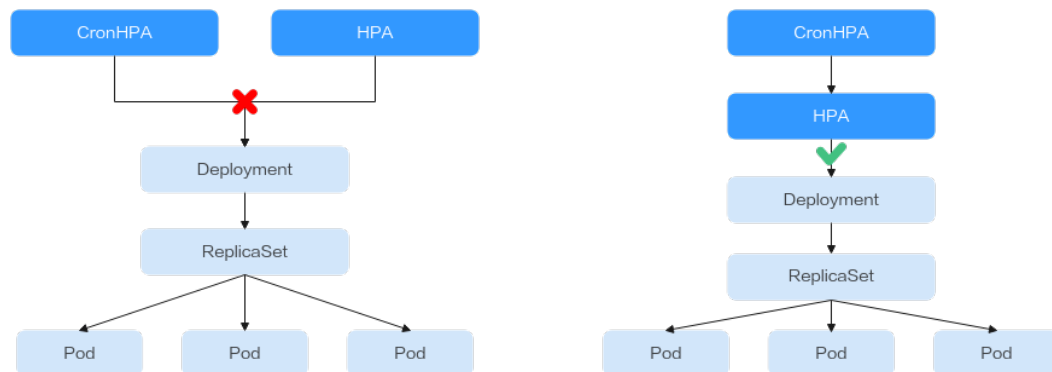 CronHPA
HPA
Deployment
ReplicaSet
Pod
Pod
Pod
CronHPA
HPA
Deployment
ReplicaSet
Pod
Pod
Pod